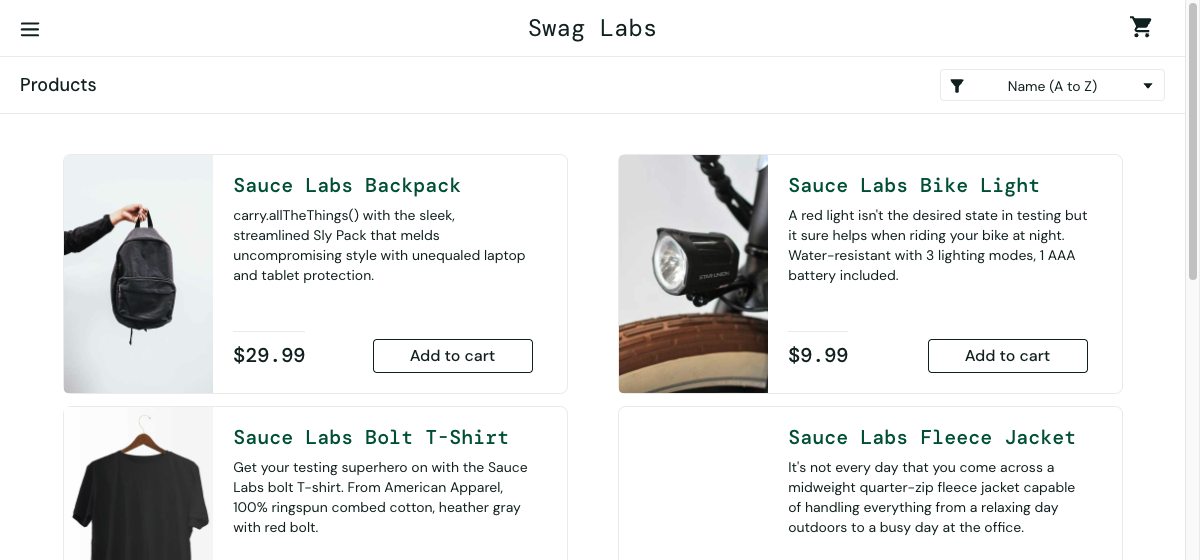 Swag Labs
Products
Name (A to Z)
Sauce Labs Backpack
carry.allTheThings() with the sleek,
streamlined Sly Pack that melds
uncompromising style with unequaled laptop
and tablet protection.
$29.99
Add to cart
Sauce Labs Bike Light
A red light isn't the desired state in testing but
it sure helps when riding your bike at night.
Water-resistant with 3 lighting modes, 1 AAA
battery included.
$9.99
Add to cart
Sauce Labs Bolt T-Shirt
Get your testing superhero on with the Sauce
Labs bolt T-shirt. From American Apparel,
100% ringspun combed cotton, heather gray
with red bolt.
Sauce Labs Fleece Jacket
It's not every day that you come across a
midweight quarter-zip fleece jacket capable
of handling everything from a relaxing day
outdoors to a busy day at the office.